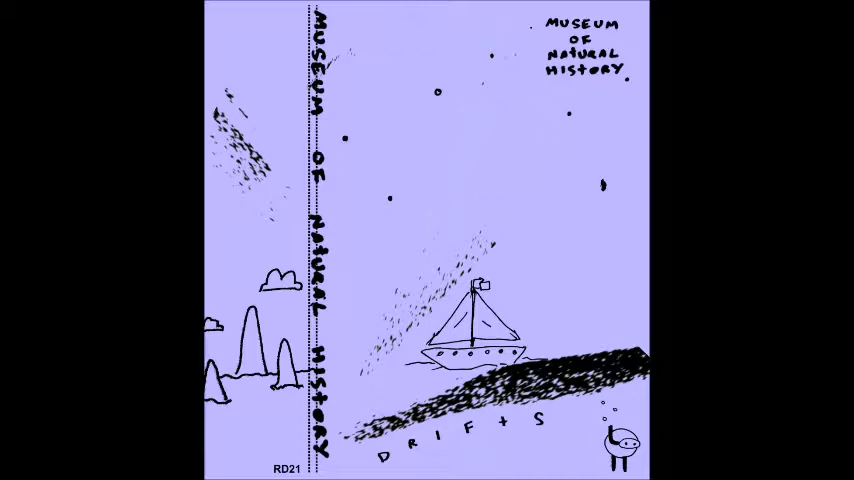 MUSEUM OF NATURAL HISTORY
MUSEUM
OF
NATURAL
HISTORY
DRIFTS
RD21